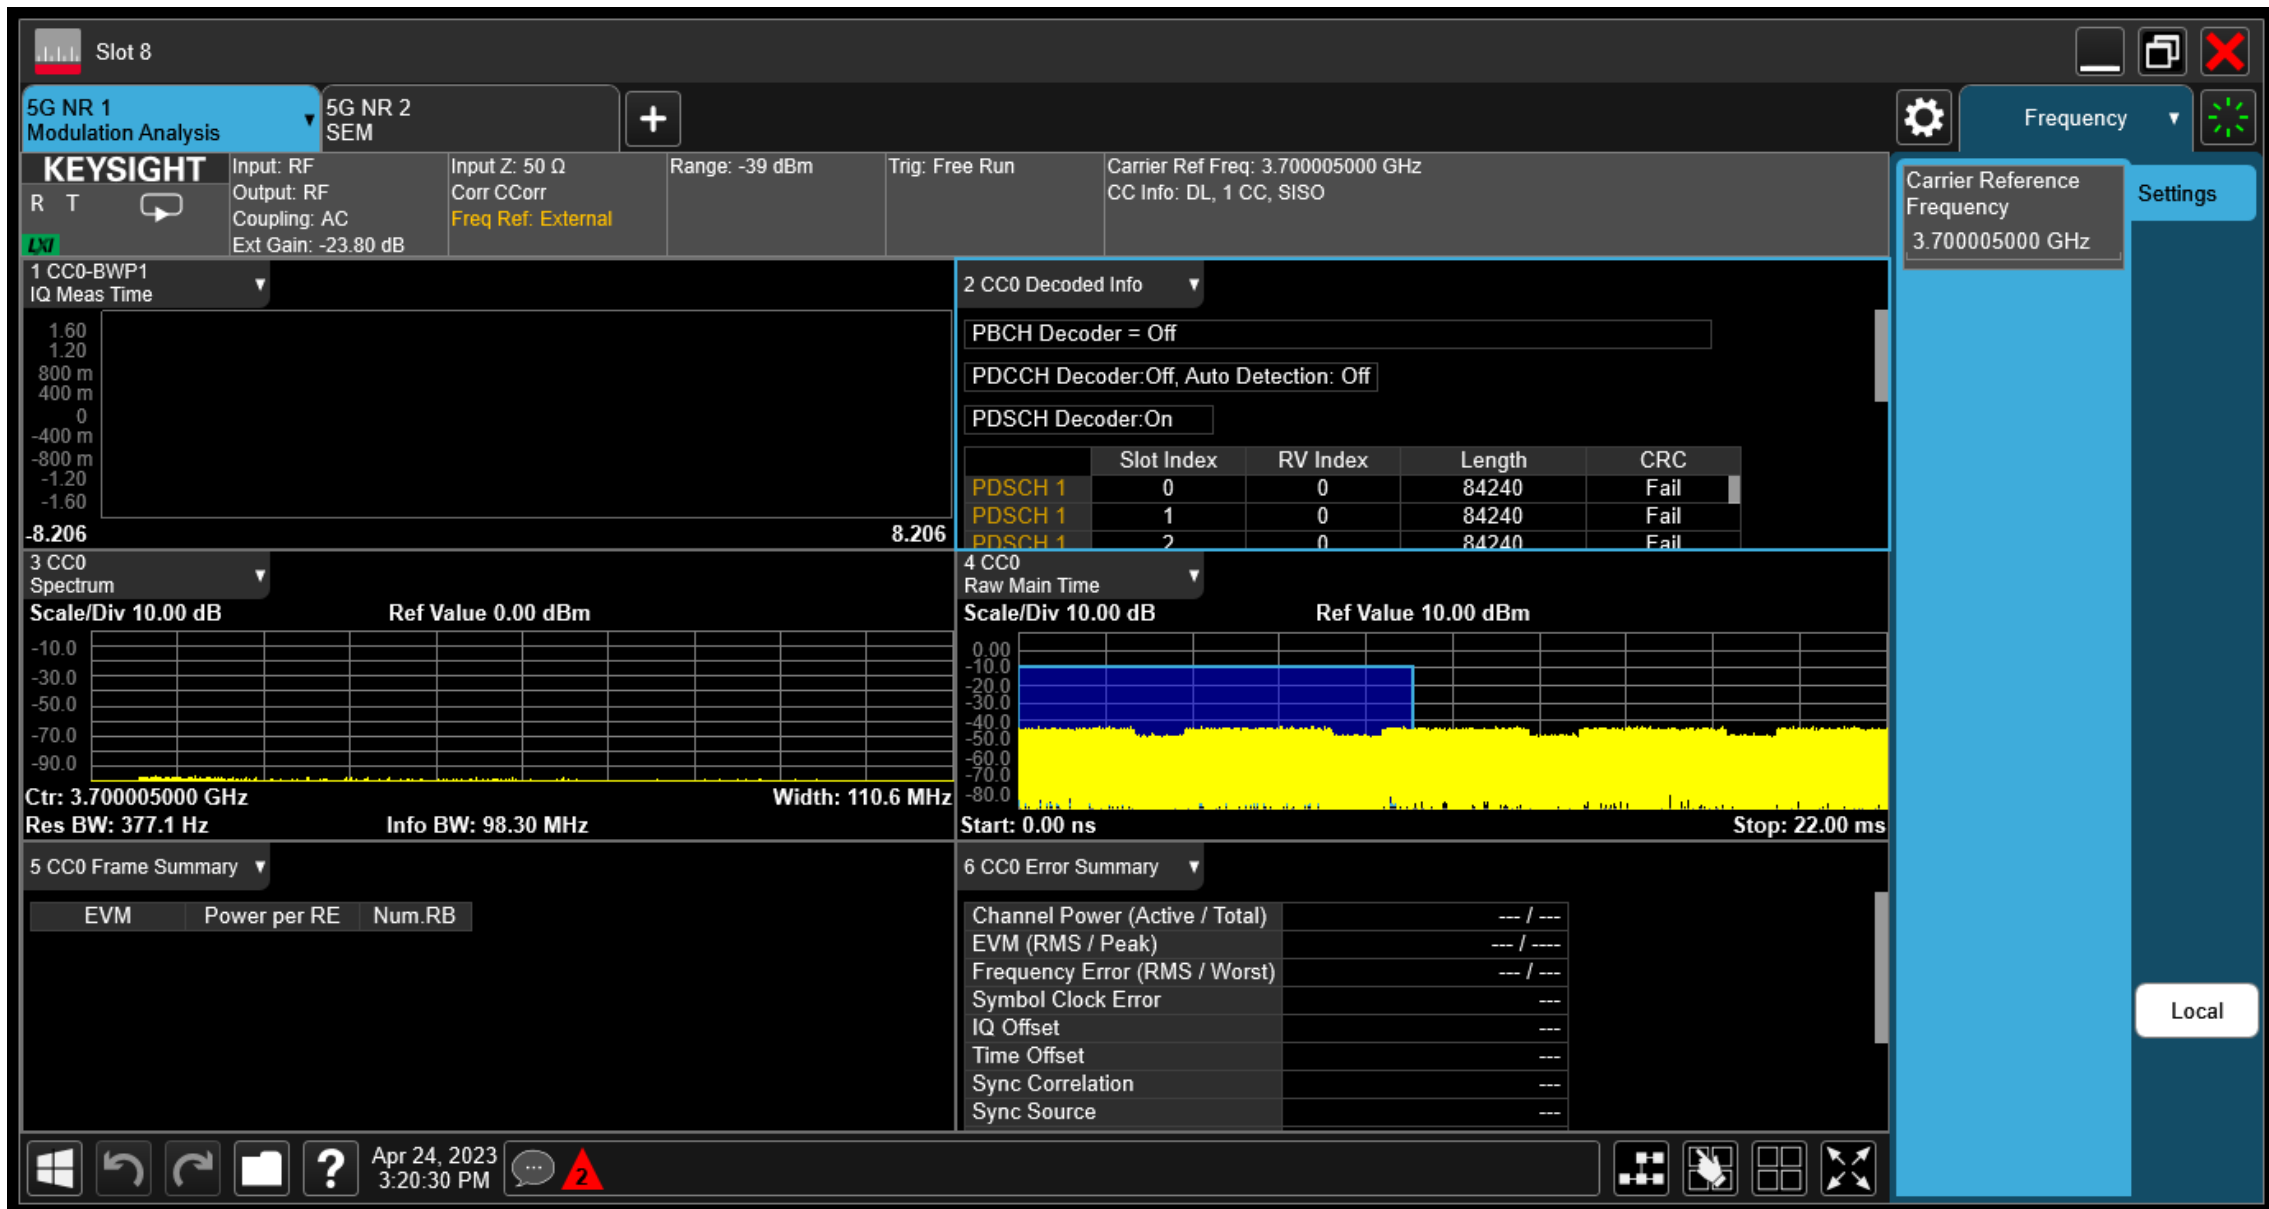 Slot 8
5G NR 1
Modulation Analysis
5G NR 2
SEM
Frequency
KEYSIGHT
R T
LXI
Input: RF
Output: RF
Coupling: AC
Ext Gain: -23.80 dB
Input Z: 50 Ω
Corr CCorr
Freq Ref: External
Range: -39 dBm
Trig: Free Run
Carrier Ref Freq: 3.700005000 GHz
CC Info: DL, 1 CC, SISO
Carrier Reference
Frequency
3.700005000 GHz
Settings
1 CC0-BWP1
IQ Meas Time
1.60
1.20
800 m
400 m
0
-400 m
-800 m
-1.20
-1.60
-8.206 8.206
2 CC0 Decoded Info
PBCH Decoder = Off
PDCCH Decoder:Off, Auto Detection: Off
PDSCH Decoder:On
Slot Index RV Index Length CRC
PDSCH 1 0 0 84240 Fail
PDSCH 1 1 0 84240 Fail
PDSCH 1 2 0 84240 Fail
3 CC0
Spectrum
Scale/Div 10.00 dB Ref Value 0.00 dBm
-10.0
-30.0
-50.0
-70.0
-90.0
Ctr: 3.700005000 GHz Width: 110.6 MHz
Res BW: 377.1 Hz Info BW: 98.30 MHz
4 CC0
Raw Main Time
Scale/Div 10.00 dB Ref Value 10.00 dBm
0.00
-10.0
-20.0
-30.0
-40.0
-50.0
-60.0
-70.0
-80.0
Start: 0.00 ns Stop: 22.00 ms
5 CC0 Frame Summary
EVM Power per RE Num.RB
6 CC0 Error Summary
Channel Power (Active / Total) --- / ---
EVM (RMS / Peak) --- / ----
Frequency Error (RMS / Worst) --- / ---
Symbol Clock Error ---
IQ Offset ---
Time Offset ---
Sync Correlation ---
Sync Source ---
Local
Apr 24, 2023
3:20:30 PM
2